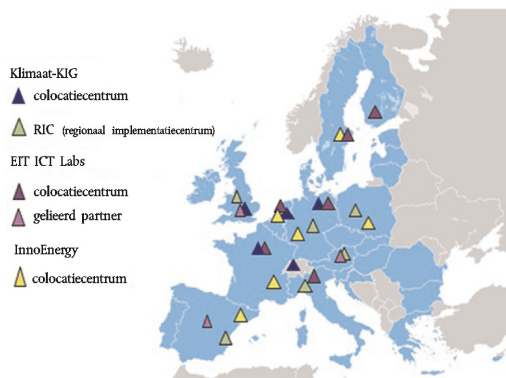 Klimaat-KIG
colocatiecentrum
RIC (regionaal implementatiecentrum)
EIT ICT Labs
colocatiecentrum
gelieerd partner
InnoEnergy
colocatiecentrum